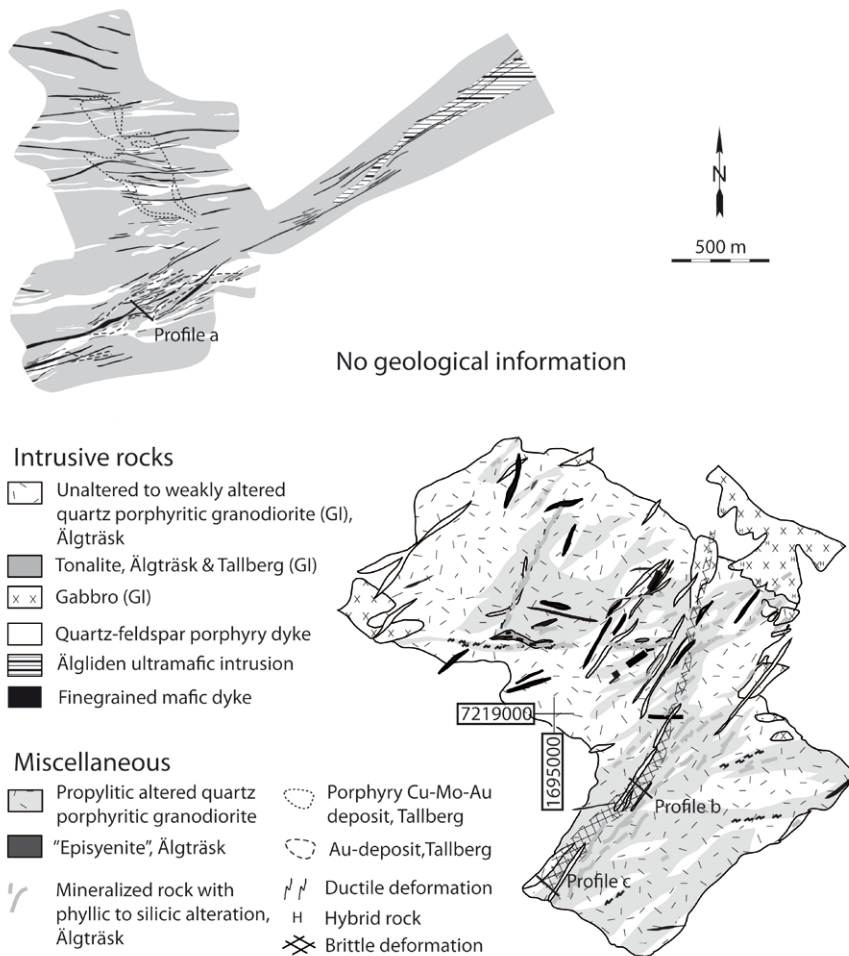 N
500 m
Profile a
No geological information
Intrusive rocks
Unaltered to weakly altered
quartz porphyritic granodiorite (GI),
Älgträsk
Tonalite, Älgträsk & Tallberg (GI)
x x Gabbro (GI)
Quartz-feldspar porphyry dyke
Älgliden ultramafic intrusion
Finegrained mafic dyke
Miscellaneous
Propylitic altered quartz
porphyritic granodiorite
"Episyenite", Älgträsk
Mineralized rock with
phyllic to silicic alteration,
Älgträsk
Porphyry Cu-Mo-Au
deposit, Tallberg
Au-deposit,Tallberg
Ductile deformation
H Hybrid rock
Brittle deformation
7219000
1695000
Profile b
Profile c